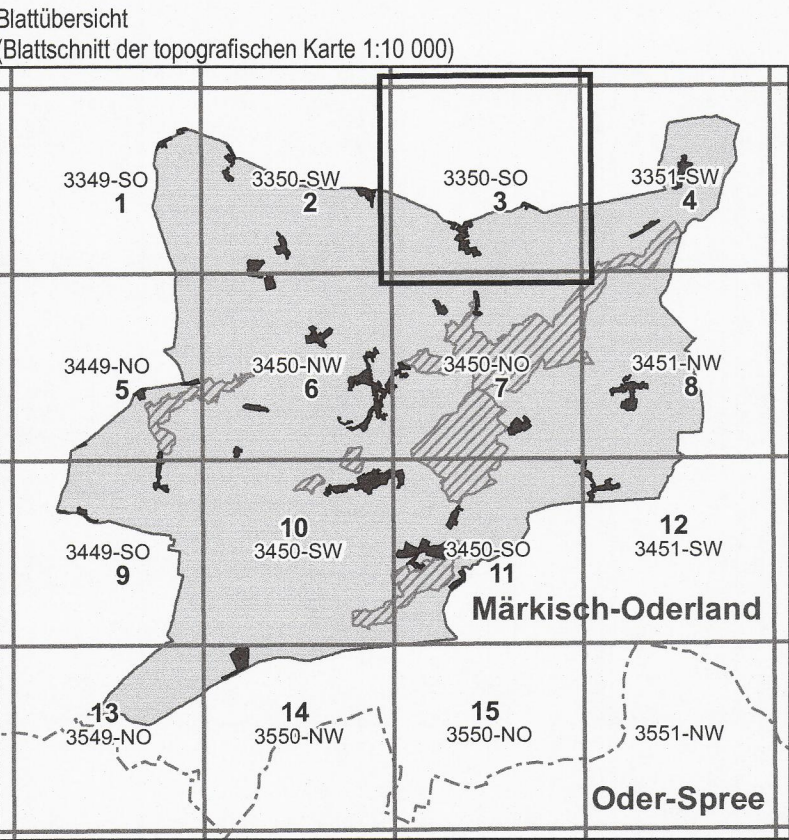 Blattübersicht
(Blattschnitt der topografischen Karte 1:10 000)
3349-SO
1
3350-SW
2
3350-SO
3
3351-SW
4
3449-NO
5
3450-NW
6
3450-NO
7
3451-NW
8
3449-SO
9
10
3450-SW
3450-SO
11
12
3451-SW
Märkisch-Oderland
13
3549-NO
14
3550-NW
15
3550-NO
3551-NW
Oder-Spree